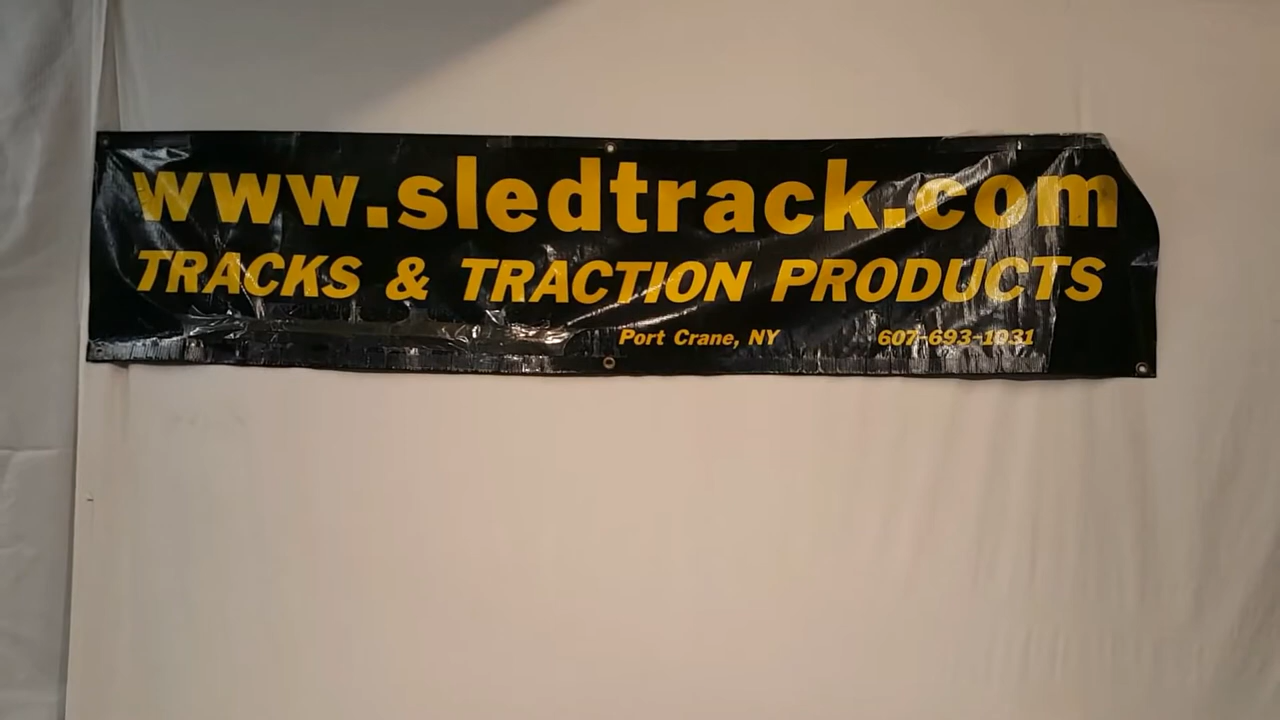 www.sledtrack.com
TRACKS & TRACTION PRODUCTS
Port Crane, NY 607-693-1031